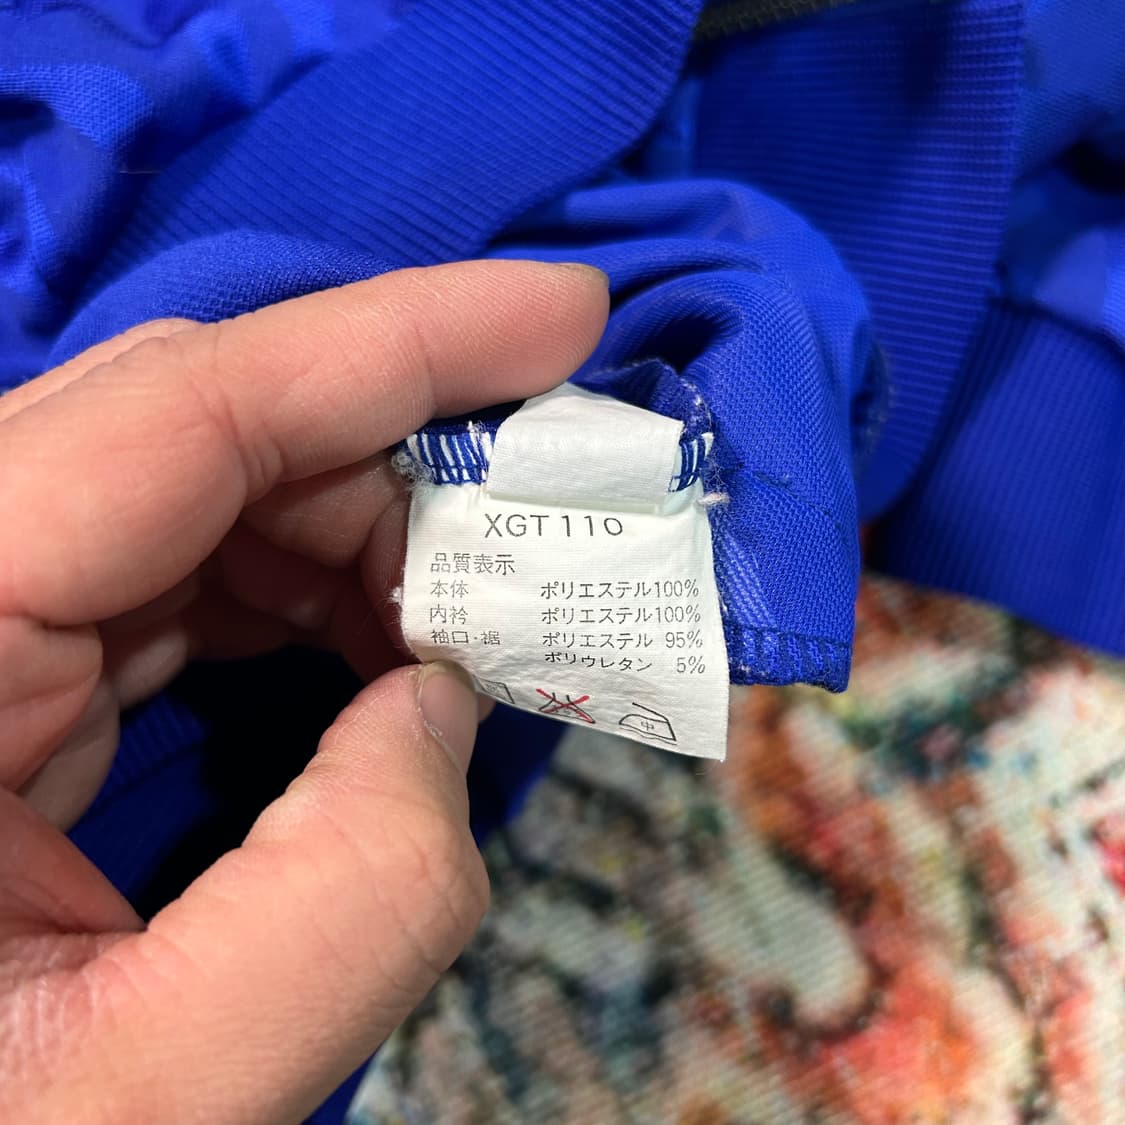 XGT110
品質表示
本体 ポリエステル100%
内衿 ポリエステル100%
袖口·裾 ポリエステル 95%
ポリウレタン 5%
中